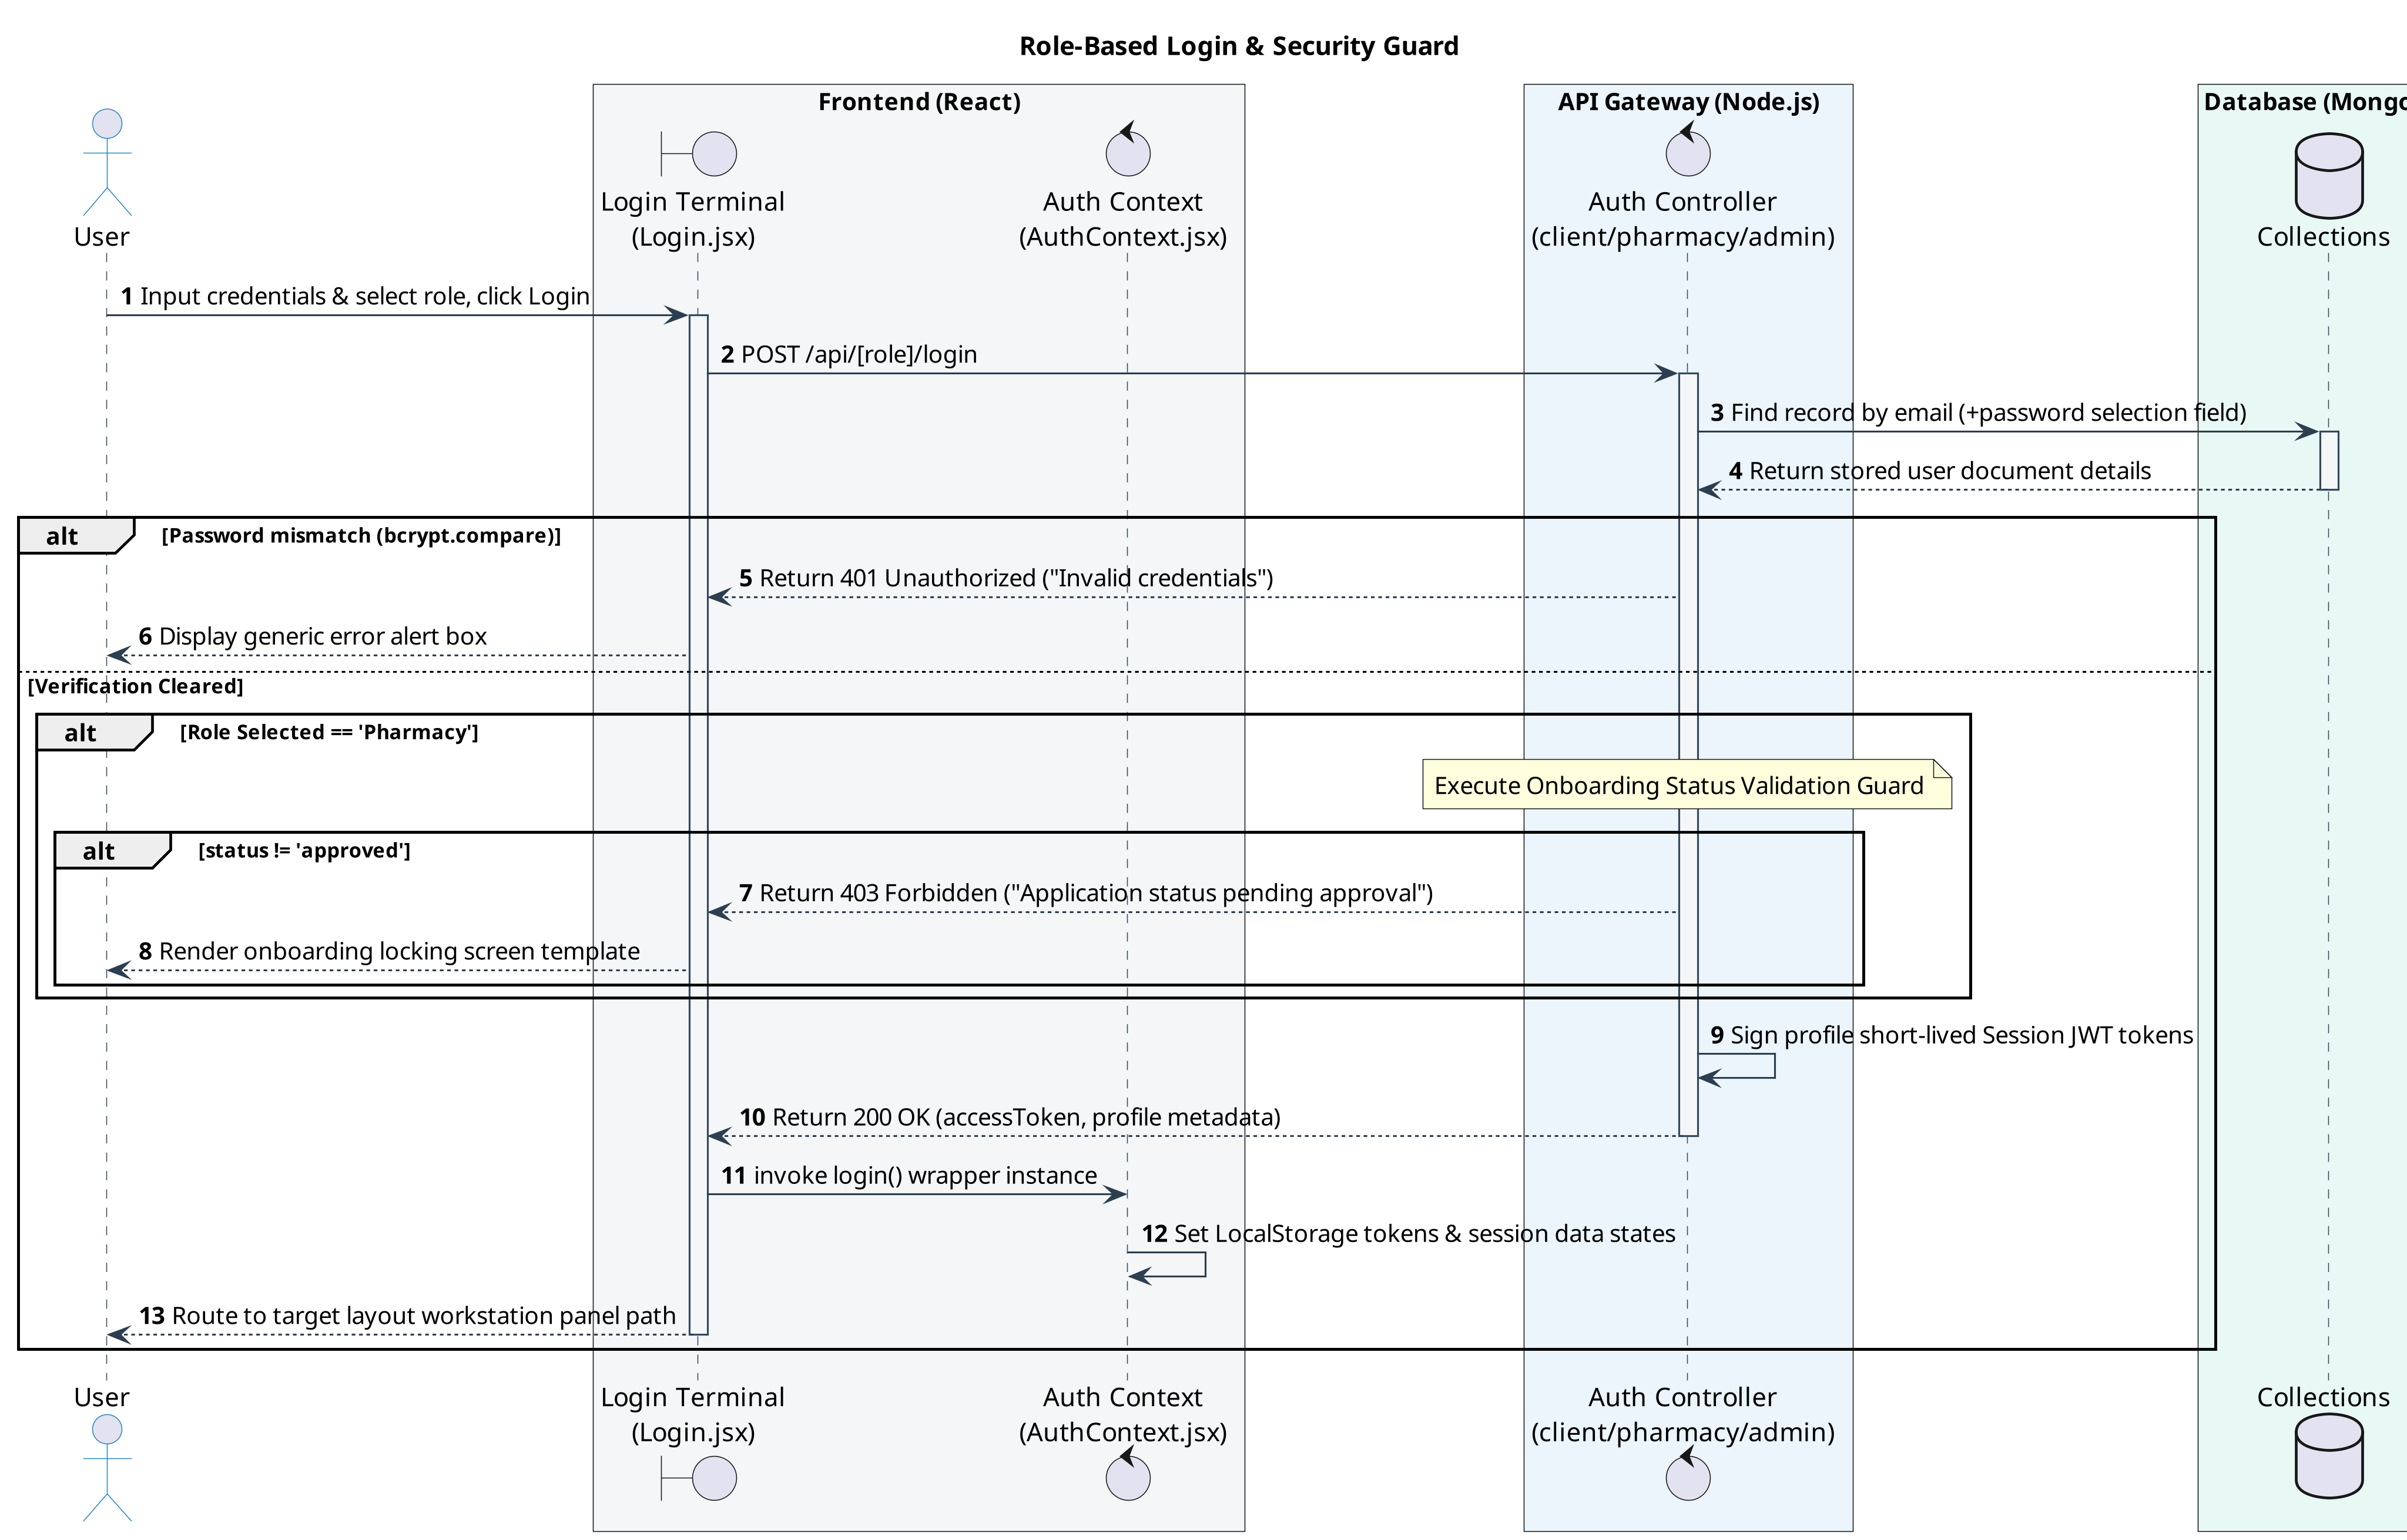 Role-Based Login & Security Guard
Frontend (React)
API Gateway (Node.js)
Database (Mongo
User
Login Terminal
(Login.jsx)
Auth Context
(AuthContext.jsx)
Auth Controller
(client/pharmacy/admin)
Collections
1 Input credentials & select role, click Login
2 POST /api/[role]/login
3 Find record by email (+password selection field)
4 Return stored user document details
alt [Password mismatch (bcrypt.compare)]
5 Return 401 Unauthorized ("Invalid credentials")
6 Display generic error alert box
[Verification Cleared]
alt [Role Selected == 'Pharmacy']
Execute Onboarding Status Validation Guard
alt [status != 'approved']
7 Return 403 Forbidden ("Application status pending approval")
8 Render onboarding locking screen template
9 Sign profile short-lived Session JWT tokens
10 Return 200 OK (accessToken, profile metadata)
11 invoke login() wrapper instance
12 Set LocalStorage tokens & session data states
13 Route to target layout workstation panel path
User
Login Terminal
(Login.jsx)
Auth Context
(AuthContext.jsx)
Auth Controller
(client/pharmacy/admin)
Collections